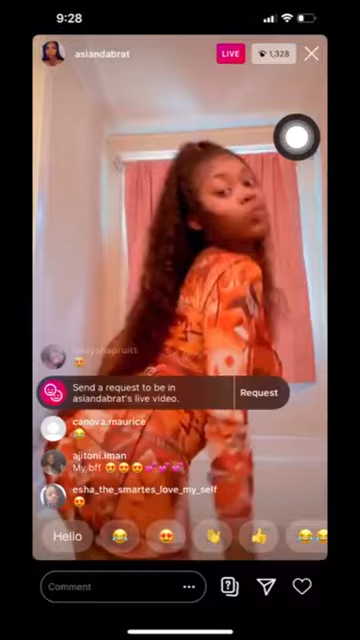 9:28
asiandabrat
LIVE
1,328
Send a request to be in
asiandabrat's live video.
Request
canova.maurice
ajitoni.iman
My bff
esha_the_smartes_love_my_self
Hello
Comment